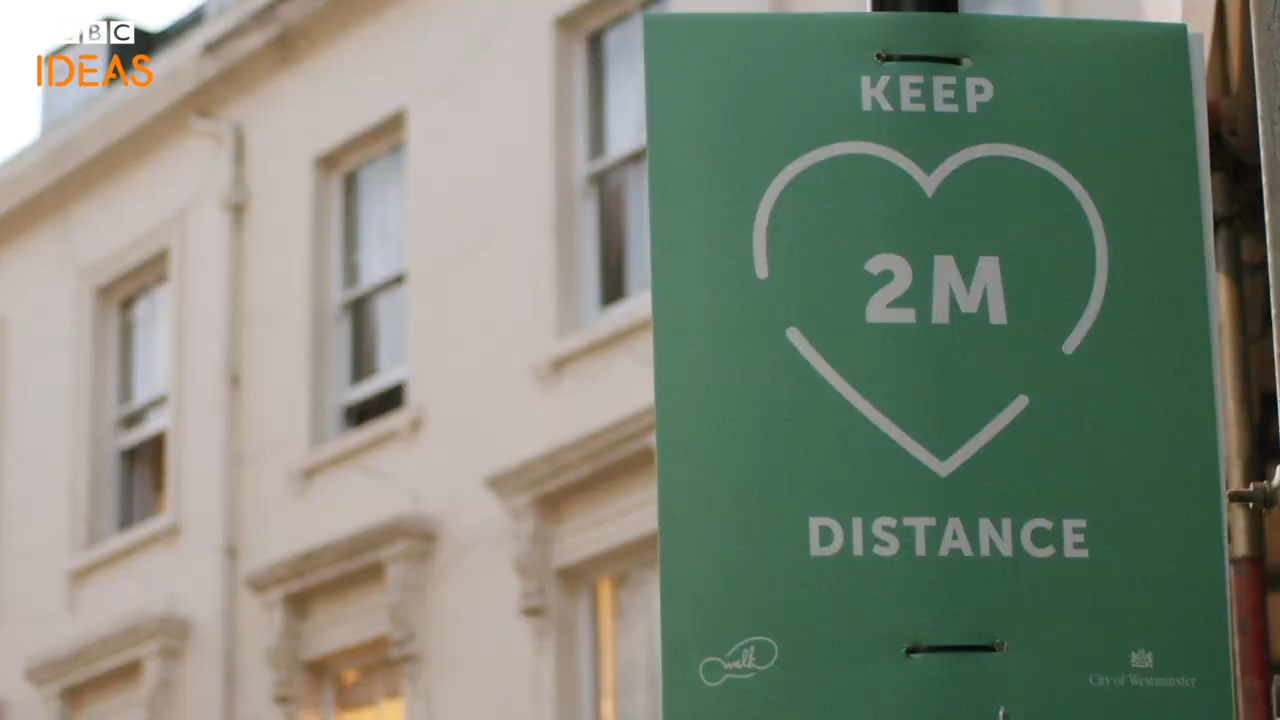 BBC
IDEAS
KEEP
2M
DISTANCE
walk
City of Westminster